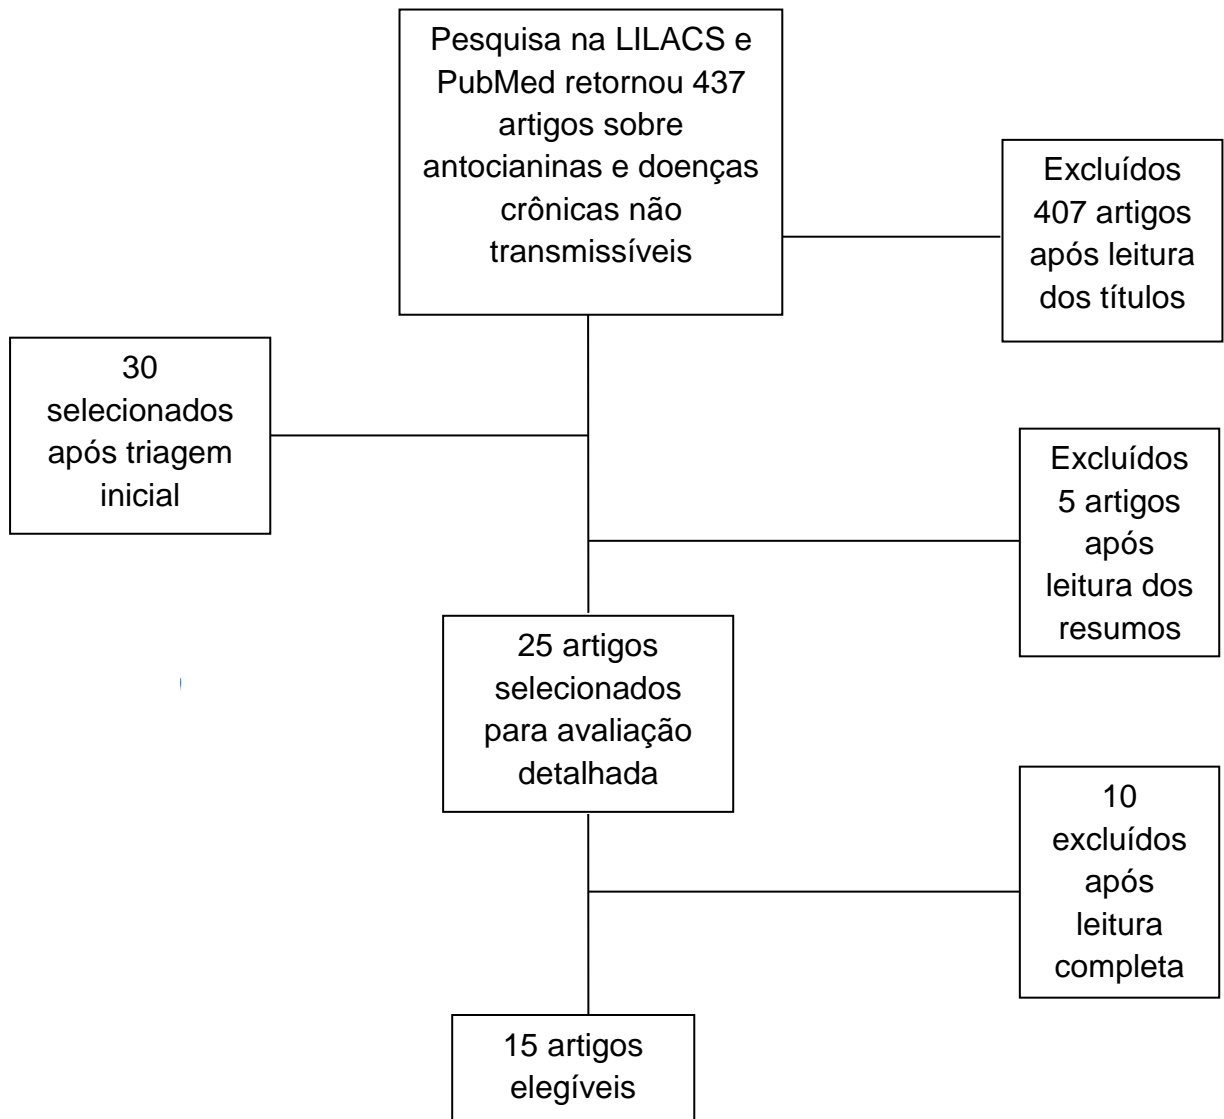 Pesquisa na LILACS e
PubMed retornou 437
artigos sobre
antocianinas e doenças
crônicas não
transmissíveis
Excluídos
407 artigos
após leitura
dos títulos
30
selecionados
após triagem
inicial
Excluídos
5 artigos
após
leitura dos
resumos
25 artigos
selecionados
para avaliação
detalhada
10
excluídos
após
leitura
completa
15 artigos
elegíveis